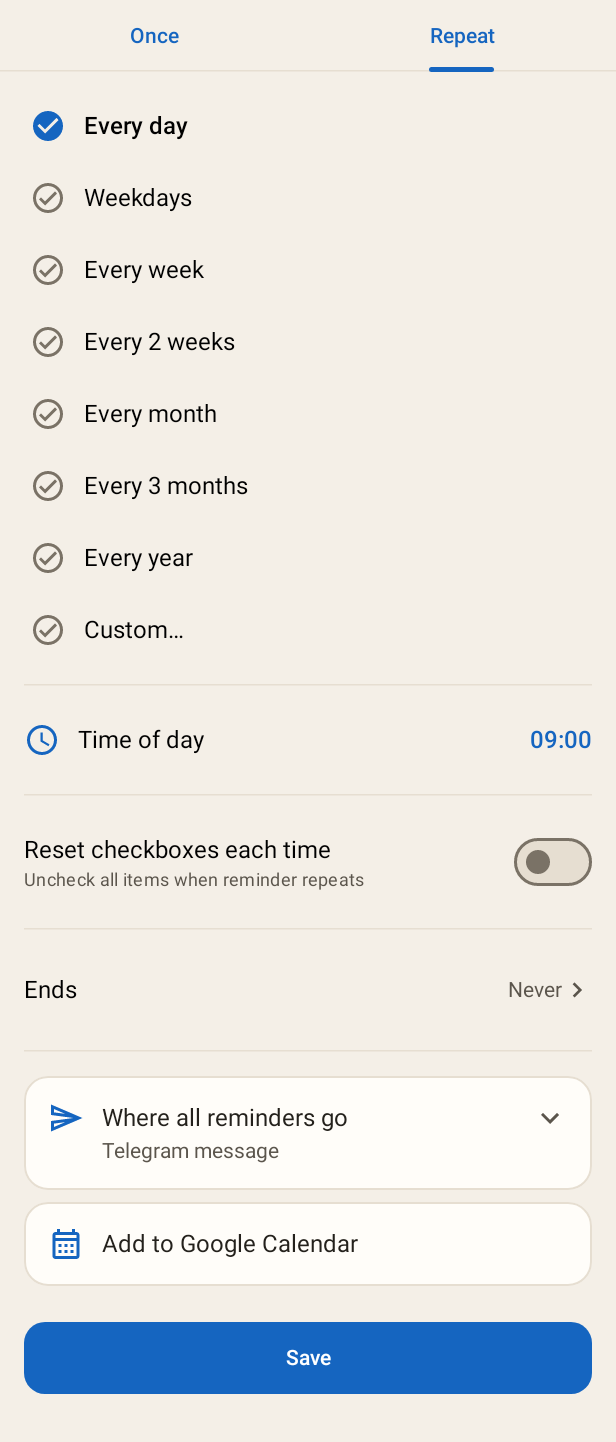 Once
Repeat
Every day
Weekdays
Every week
Every 2 weeks
Every month
Every 3 months
Every year
Custom…
Time of day
09:00
Reset checkboxes each time
Uncheck all items when reminder repeats
Ends
Never
Where all reminders go
Telegram message
Add to Google Calendar
Save